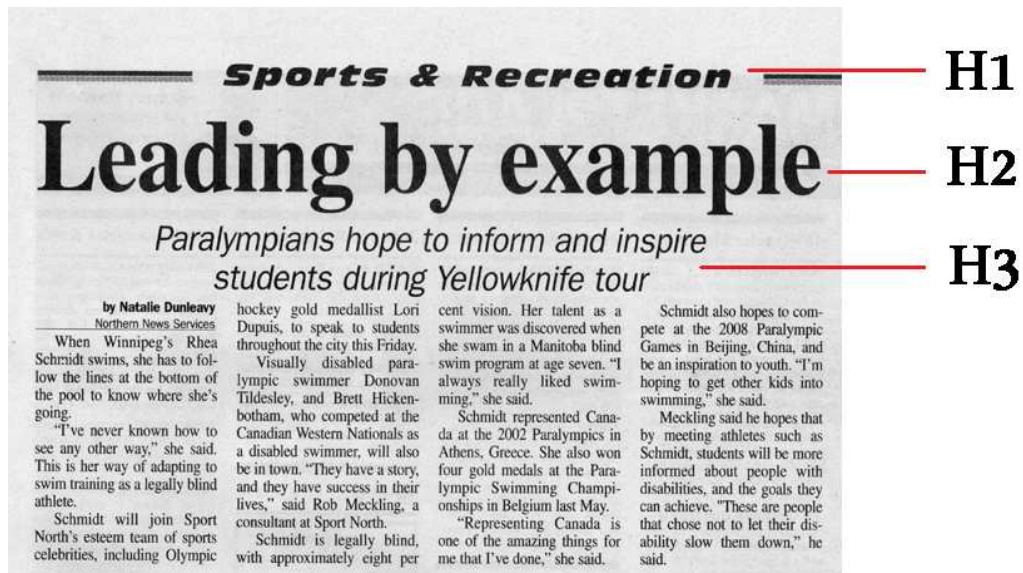 Sports & Recreation
H1
Leading by example
H2
Paralympians hope to inform and inspire
students during Yellowknife tour
H3
by Natalie Dunleavy
Northern News Services
When Winnipeg's Rhea
Schmidt swims, she has to fol-
low the lines at the bottom of
the pool to know where she's
going.
"I've never known how to
see any other way," she said.
This is her way of adapting to
swim training as a legally blind
athlete.
Schmidt will join Sport
North's esteem team of sports
celebrities, including Olympic
hockey gold medallist Lori
Dupuis, to speak to students
throughout the city this Friday.
Visually disabled para-
lympic swimmer Donovan
Tildesley, and Brett Hicken-
botham, who competed at the
Canadian Western Nationals as
a disabled swimmer, will also
be in town. "They have a story,
and they have success in their
lives," said Rob Meckling, a
consultant at Sport North.
Schmidt is legally blind,
with approximately eight per
cent vision. Her talent as a
swimmer was discovered when
she swam in a Manitoba blind
swim program at age seven. "I
always really liked swim-
ming," she said.
Schmidt represented Cana-
da at the 2002 Paralympics in
Athens, Greece. She also won
four gold medals at the Para-
lympic Swimming Champi-
onships in Belgium last May.
"Representing Canada is
one of the amazing things for
me that I've done," she said.
Schmidt also hopes to com-
pete at the 2008 Paralympic
Games in Beijing, China, and
be an inspiration to youth. "I'm
hoping to get other kids into
swimming," she said.
Meckling said he hopes that
by meeting athletes such as
Schmidt, students will be more
informed about people with
disabilities, and the goals they
can achieve. "These are people
that chose not to let their dis-
ability slow them down," he
said.